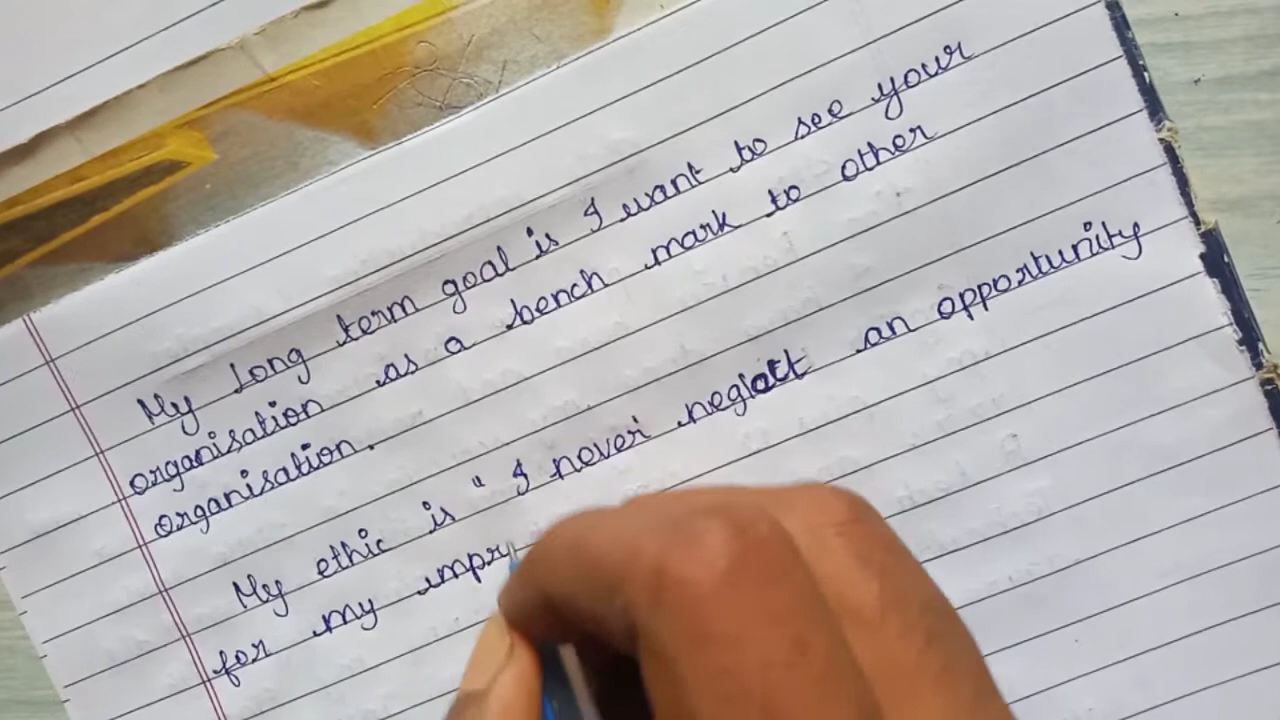 My Long term goal is I want to see your
organisation as a bench mark to other
organisation.
My ethic is " I never neglect an opportunity
for my impr